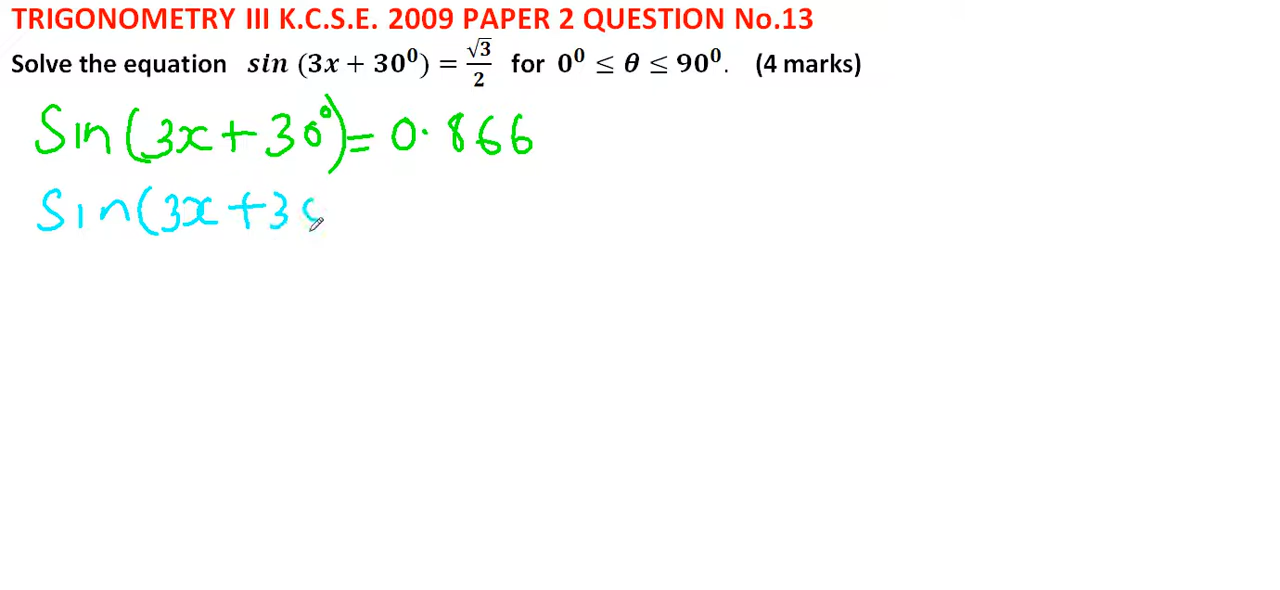 TRIGONOMETRY III K.C.S.E. 2009 PAPER 2 QUESTION No.13
Solve the equation sin (3x + 30⁰) = √3/2 for 0⁰ ≤ θ ≤ 90⁰. (4 marks)
Sin(3x+30°)=0.866
Sin(3x+3